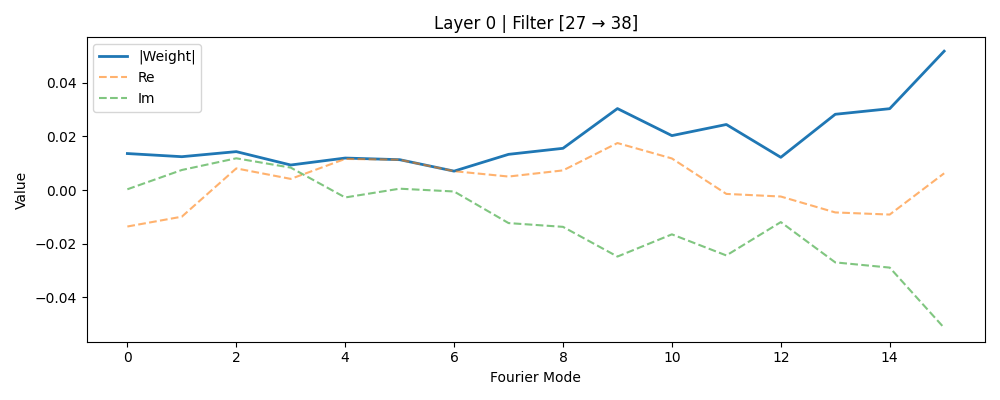 Layer 0 | Filter [27 → 38]
|Weight|
Re
Im
Value
0.04
0.02
0.00
−0.02
−0.04
0 2 4 6 8 10 12 14
Fourier Mode